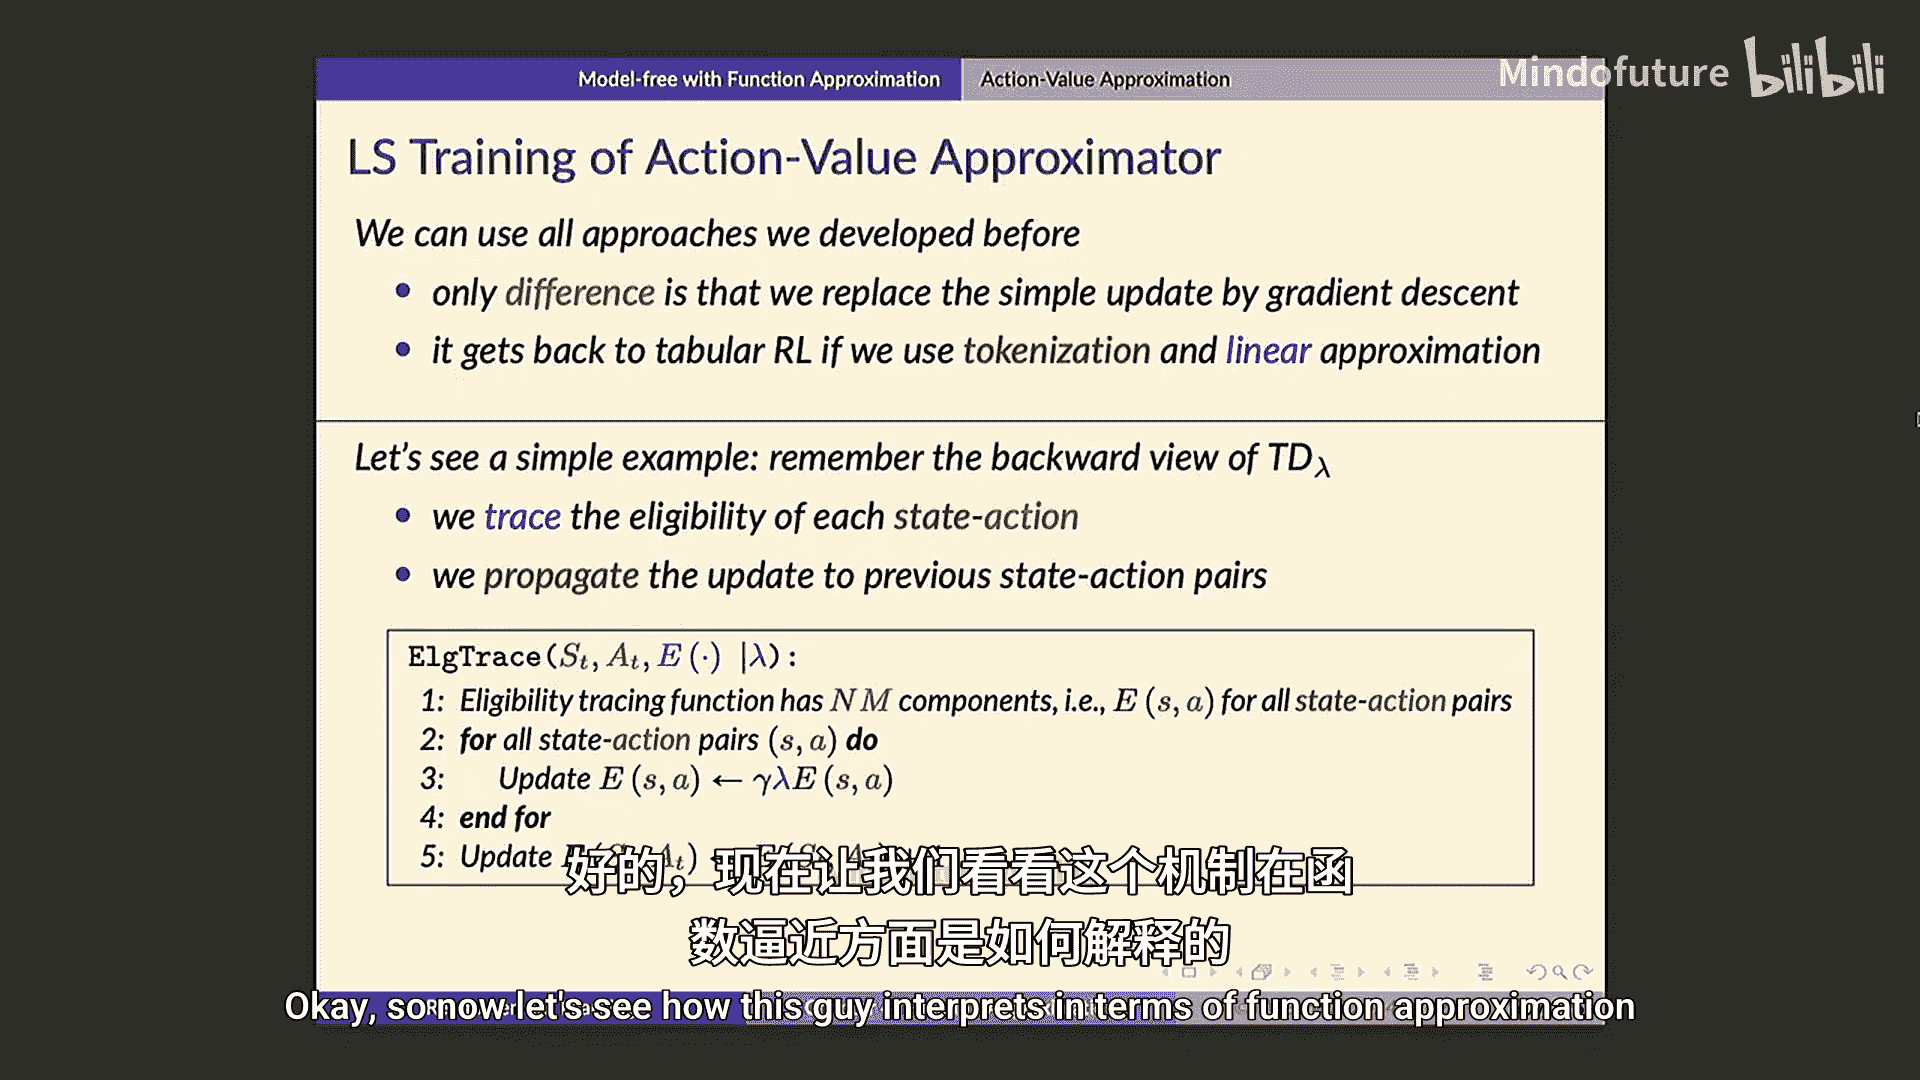 Model-free with Function Approximation
Action-Value Approximation
Mindofuture bilibili
LS Training of Action-Value Approximator
We can use all approaches we developed before
• only difference is that we replace the simple update by gradient descent
• it gets back to tabular RL if we use tokenization and linear approximation
Let's see a simple example: remember the backward view of TD_λ
• we trace the eligibility of each state-action
• we propagate the update to previous state-action pairs
ElgTrace(S_t, A_t, E(·) |λ):
1: Eligibility tracing function has NM components, i.e., E(s, a) for all state-action pairs
2: for all state-action pairs (s, a) do
3: Update E(s, a) ← γλE(s, a)
4: end for
5: Update
好的，现在让我们看看这个机制在函
数逼近方面是如何解释的
Okay, so now let's see how this guy interprets in terms of function approximation